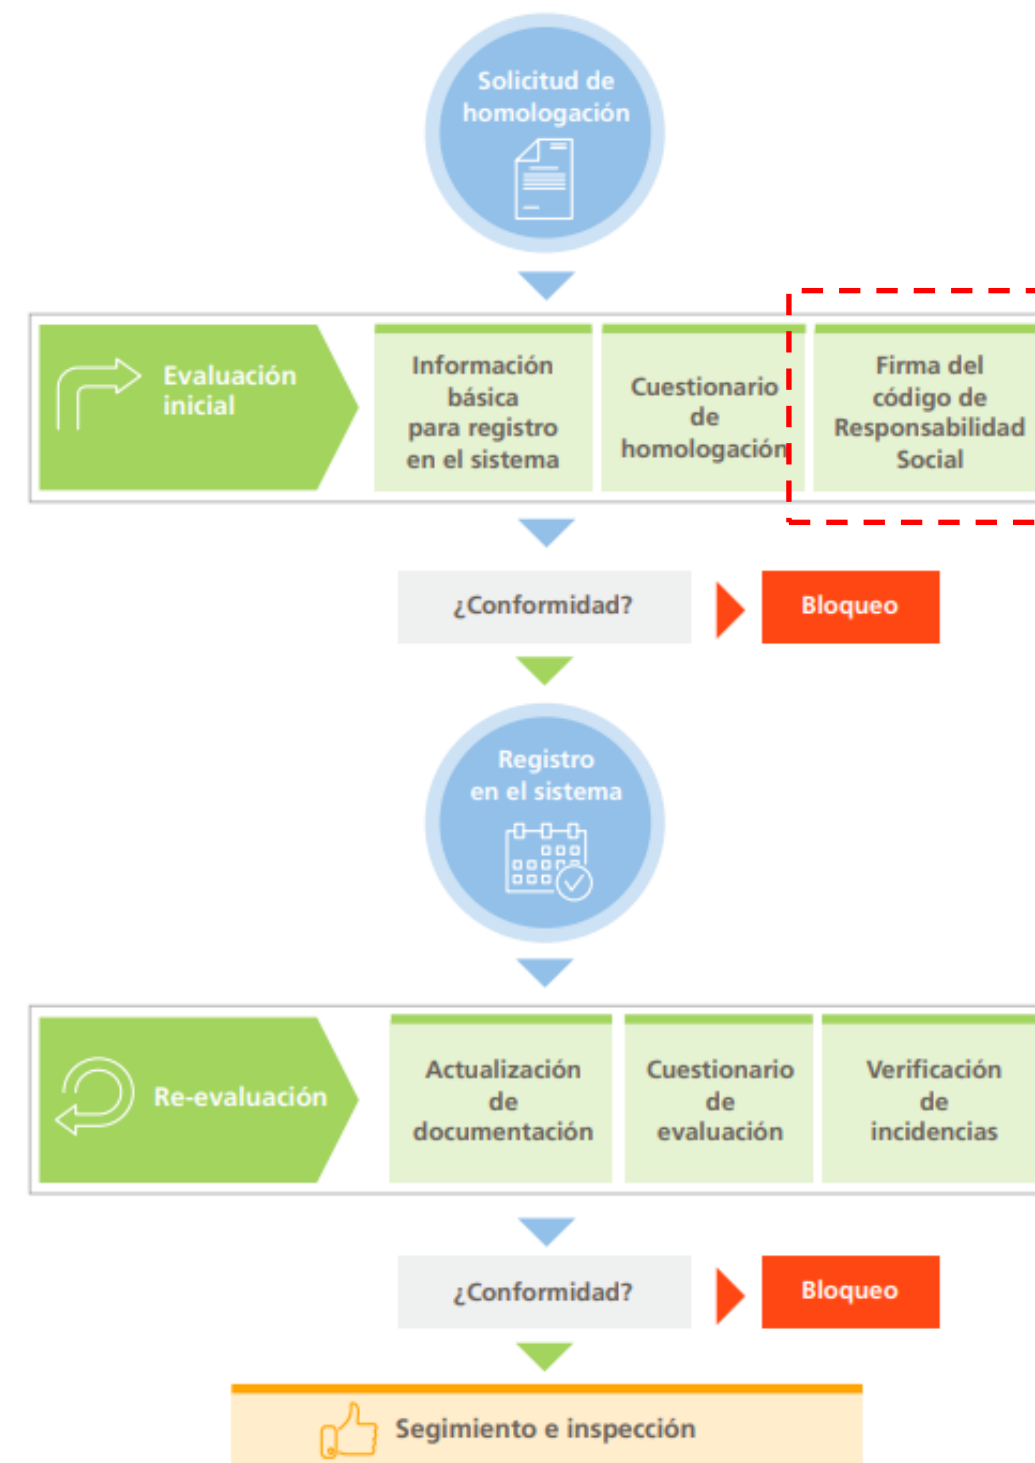 Solicitud de
homologación
Evaluación
inicial
Información
básica
para registro
en el sistema
Cuestionario
de
homologación
Firma del
código de
Responsabilidad
Social
¿Conformidad?
Bloqueo
Registro
en el sistema
Re-evaluación
Actualización
de
documentación
Cuestionario
de
evaluación
Verificación
de
incidencias
¿Conformidad?
Bloqueo
Segimiento e inspección